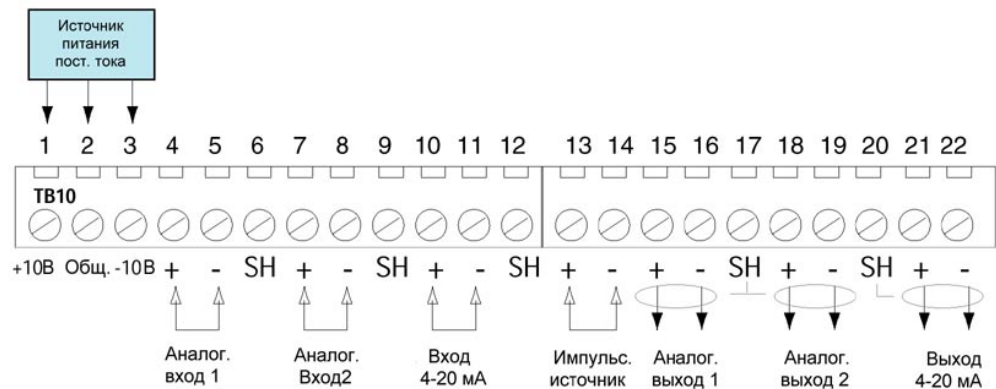 Источник
питания
пост. тока
1 2 3 4 5 6 7 8 9 10 11 12 13 14 15 16 17 18 19 20 21 22
TB10
+10В Общ. -10В + - SH + - SH + - SH + - + - SH + - SH + -
Аналог. Аналог. Вход Импульс. Аналог. Аналог. Выход
вход 1 Вход2 4-20 мА источник выход 1 выход 2 4-20 мА